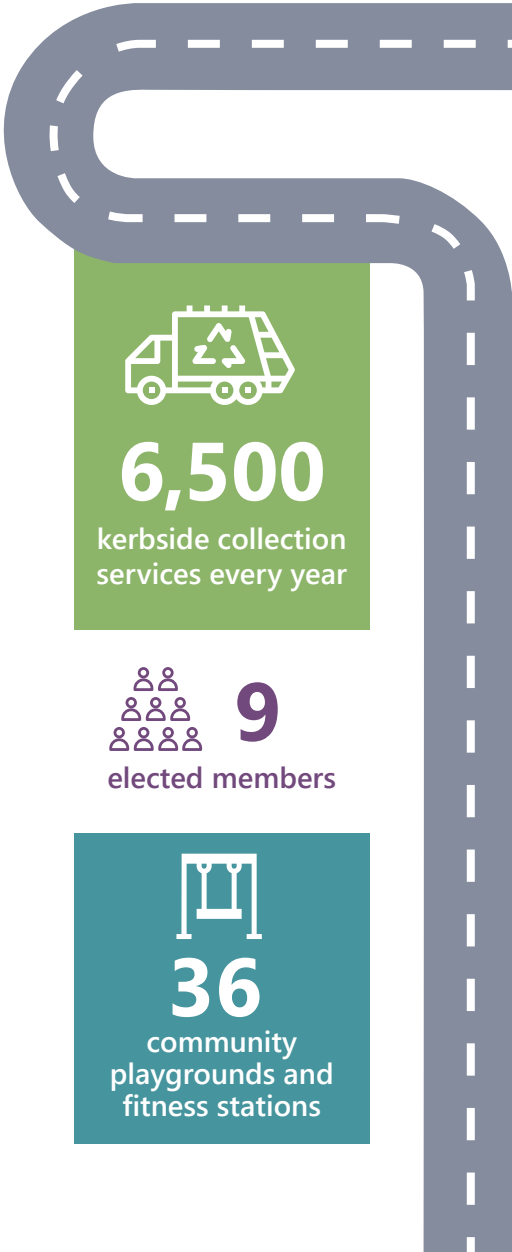 6,500
kerbside collection
services every year
9
elected members
36
community
playgrounds and
fitness stations